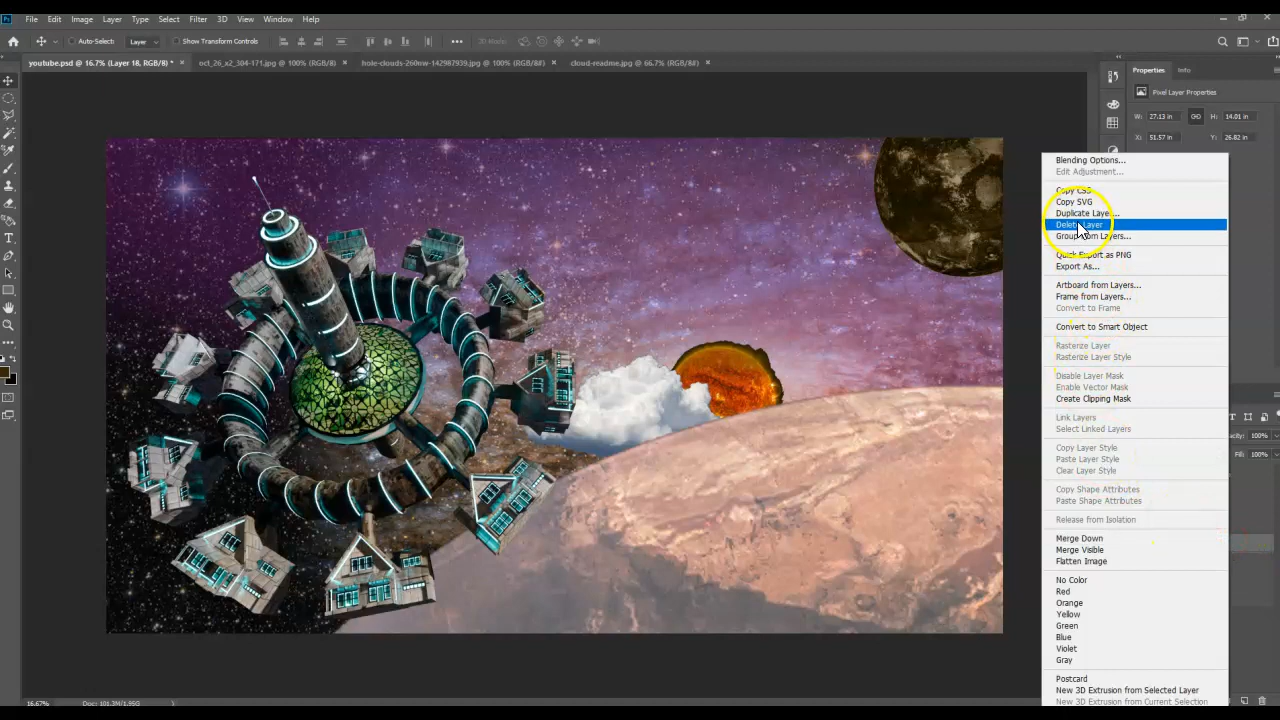 File Edit Image Layer Type Select Filter 3D View Window Help
Auto-Select: Layer Show Transform Controls 3D Mode:
youtube.psd @ 16.7% (Layer 18, RGB/8) * oct_26_x2_304-171.jpg @ 100% (RGB/8) hole-clouds-260nw-142987939.jpg @ 100% (RGB/8#) cloud-readme.jpg @ 66.7% (RGB/8#)
Properties Info
Pixel Layer Properties
W: 27.13 in H: 14.01 in
X: 51.57 in Y: 26.82 in
Blending Options...
Edit Adjustment...
Copy CSS
Copy SVG
Duplicate Layer...
Delete Layer
Group from Layers...
Quick Export as PNG
Export As...
Artboard from Layers...
Frame from Layers...
Convert to Frame
Convert to Smart Object
Rasterize Layer
Rasterize Layer Style
Disable Layer Mask
Enable Vector Mask
Create Clipping Mask
Link Layers
Select Linked Layers
Copy Layer Style
Paste Layer Style
Clear Layer Style
Copy Shape Attributes
Paste Shape Attributes
Release from Isolation
Merge Down
Merge Visible
Flatten Image
No Color
Red
Orange
Yellow
Green
Blue
Violet
Gray
Postcard
New 3D Extrusion from Selected Layer
New 3D Extrusion from Current Selection
100%
Fill: 100%
16.67% Doc: 101.3M/1.95G